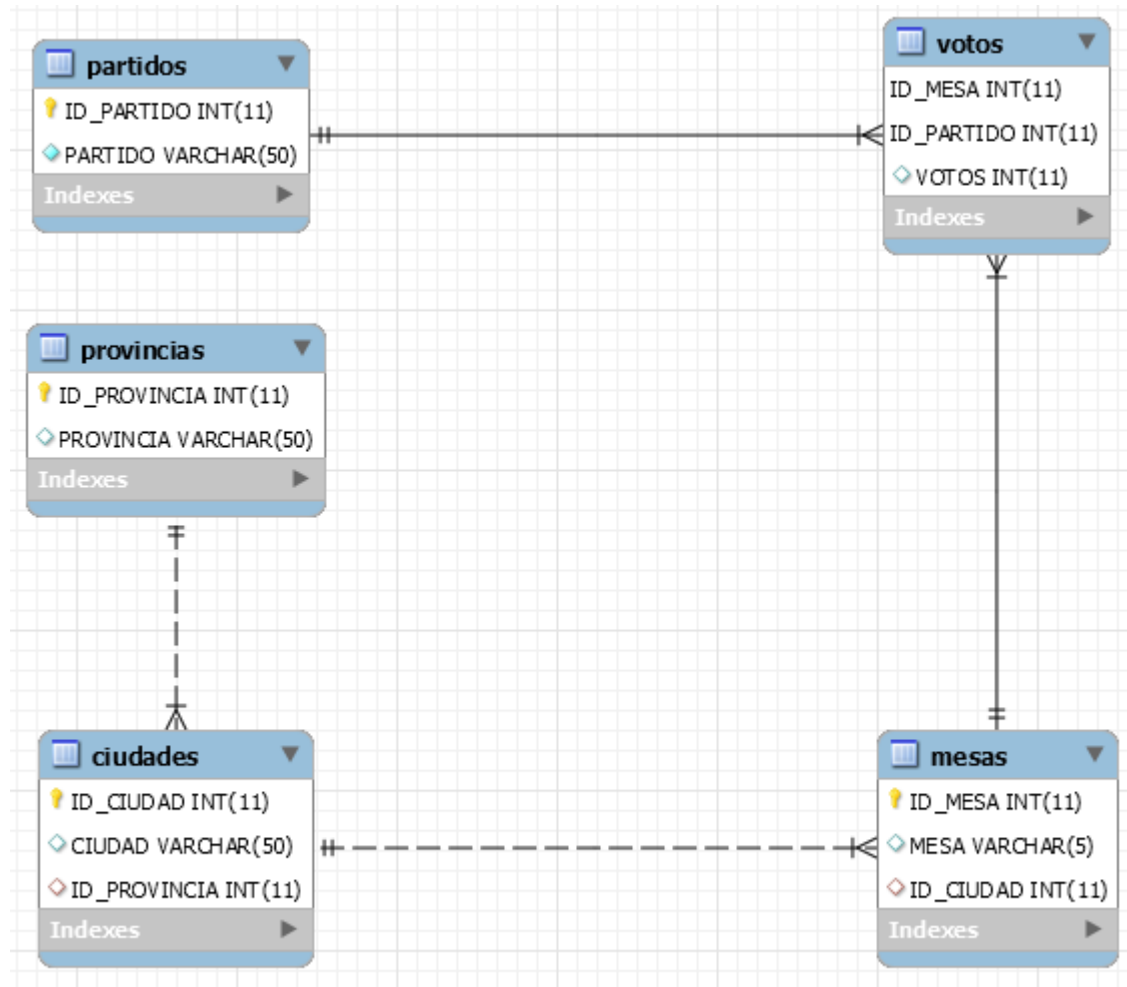 partidos
ID_PARTIDO INT(11)
PARTIDO VARCHAR(50)
Indexes
votos
ID_MESA INT(11)
ID_PARTIDO INT(11)
VOTOS INT(11)
Indexes
provincias
ID_PROVINCIA INT(11)
PROVINCIA VARCHAR(50)
Indexes
ciudades
ID_CIUDAD INT(11)
CIUDAD VARCHAR(50)
ID_PROVINCIA INT(11)
Indexes
mesas
ID_MESA INT(11)
MESA VARCHAR(5)
ID_CIUDAD INT(11)
Indexes